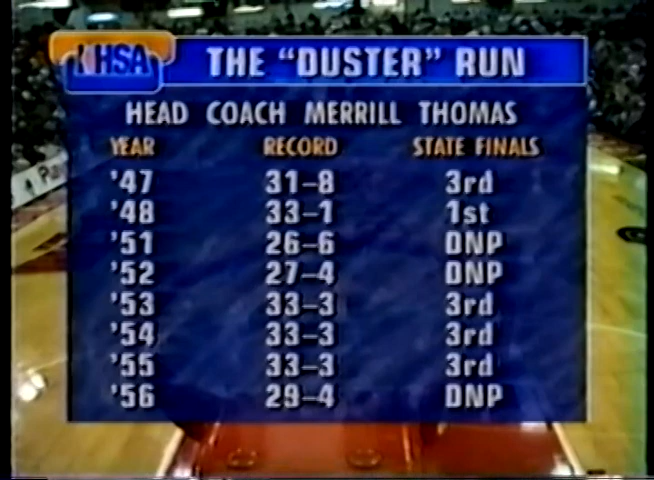 IHSA THE “DUSTER” RUN
HEAD COACH MERRILL THOMAS
YEAR RECORD STATE FINALS
'47 31–8 3rd
'48 33–1 1st
'51 26–6 DNP
'52 27–4 DNP
'53 33–3 3rd
'54 33–3 3rd
'55 33–3 3rd
'56 29–4 DNP